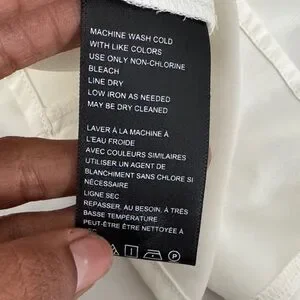 MACHINE WASH COLD
WITH LIKE COLORS
USE ONLY NON-CHLORINE
BLEACH
LINE DRY
LOW IRON AS NEEDED
MAY BE DRY CLEANED
LAVER À LA MACHINE À
L'EAU FROIDE
AVEC COULEURS SIMILAIRES
UTILISER UN AGENT DE
BLANCHIMENT SANS CHLORE SI
NÉCESSAIRE
LIGNE SEC
REPASSER, AU BESOIN, À TRÈS
BASSE TEMPÉRATURE
PEUT-ÊTRE ÊTRE NETTOYÉE À
P